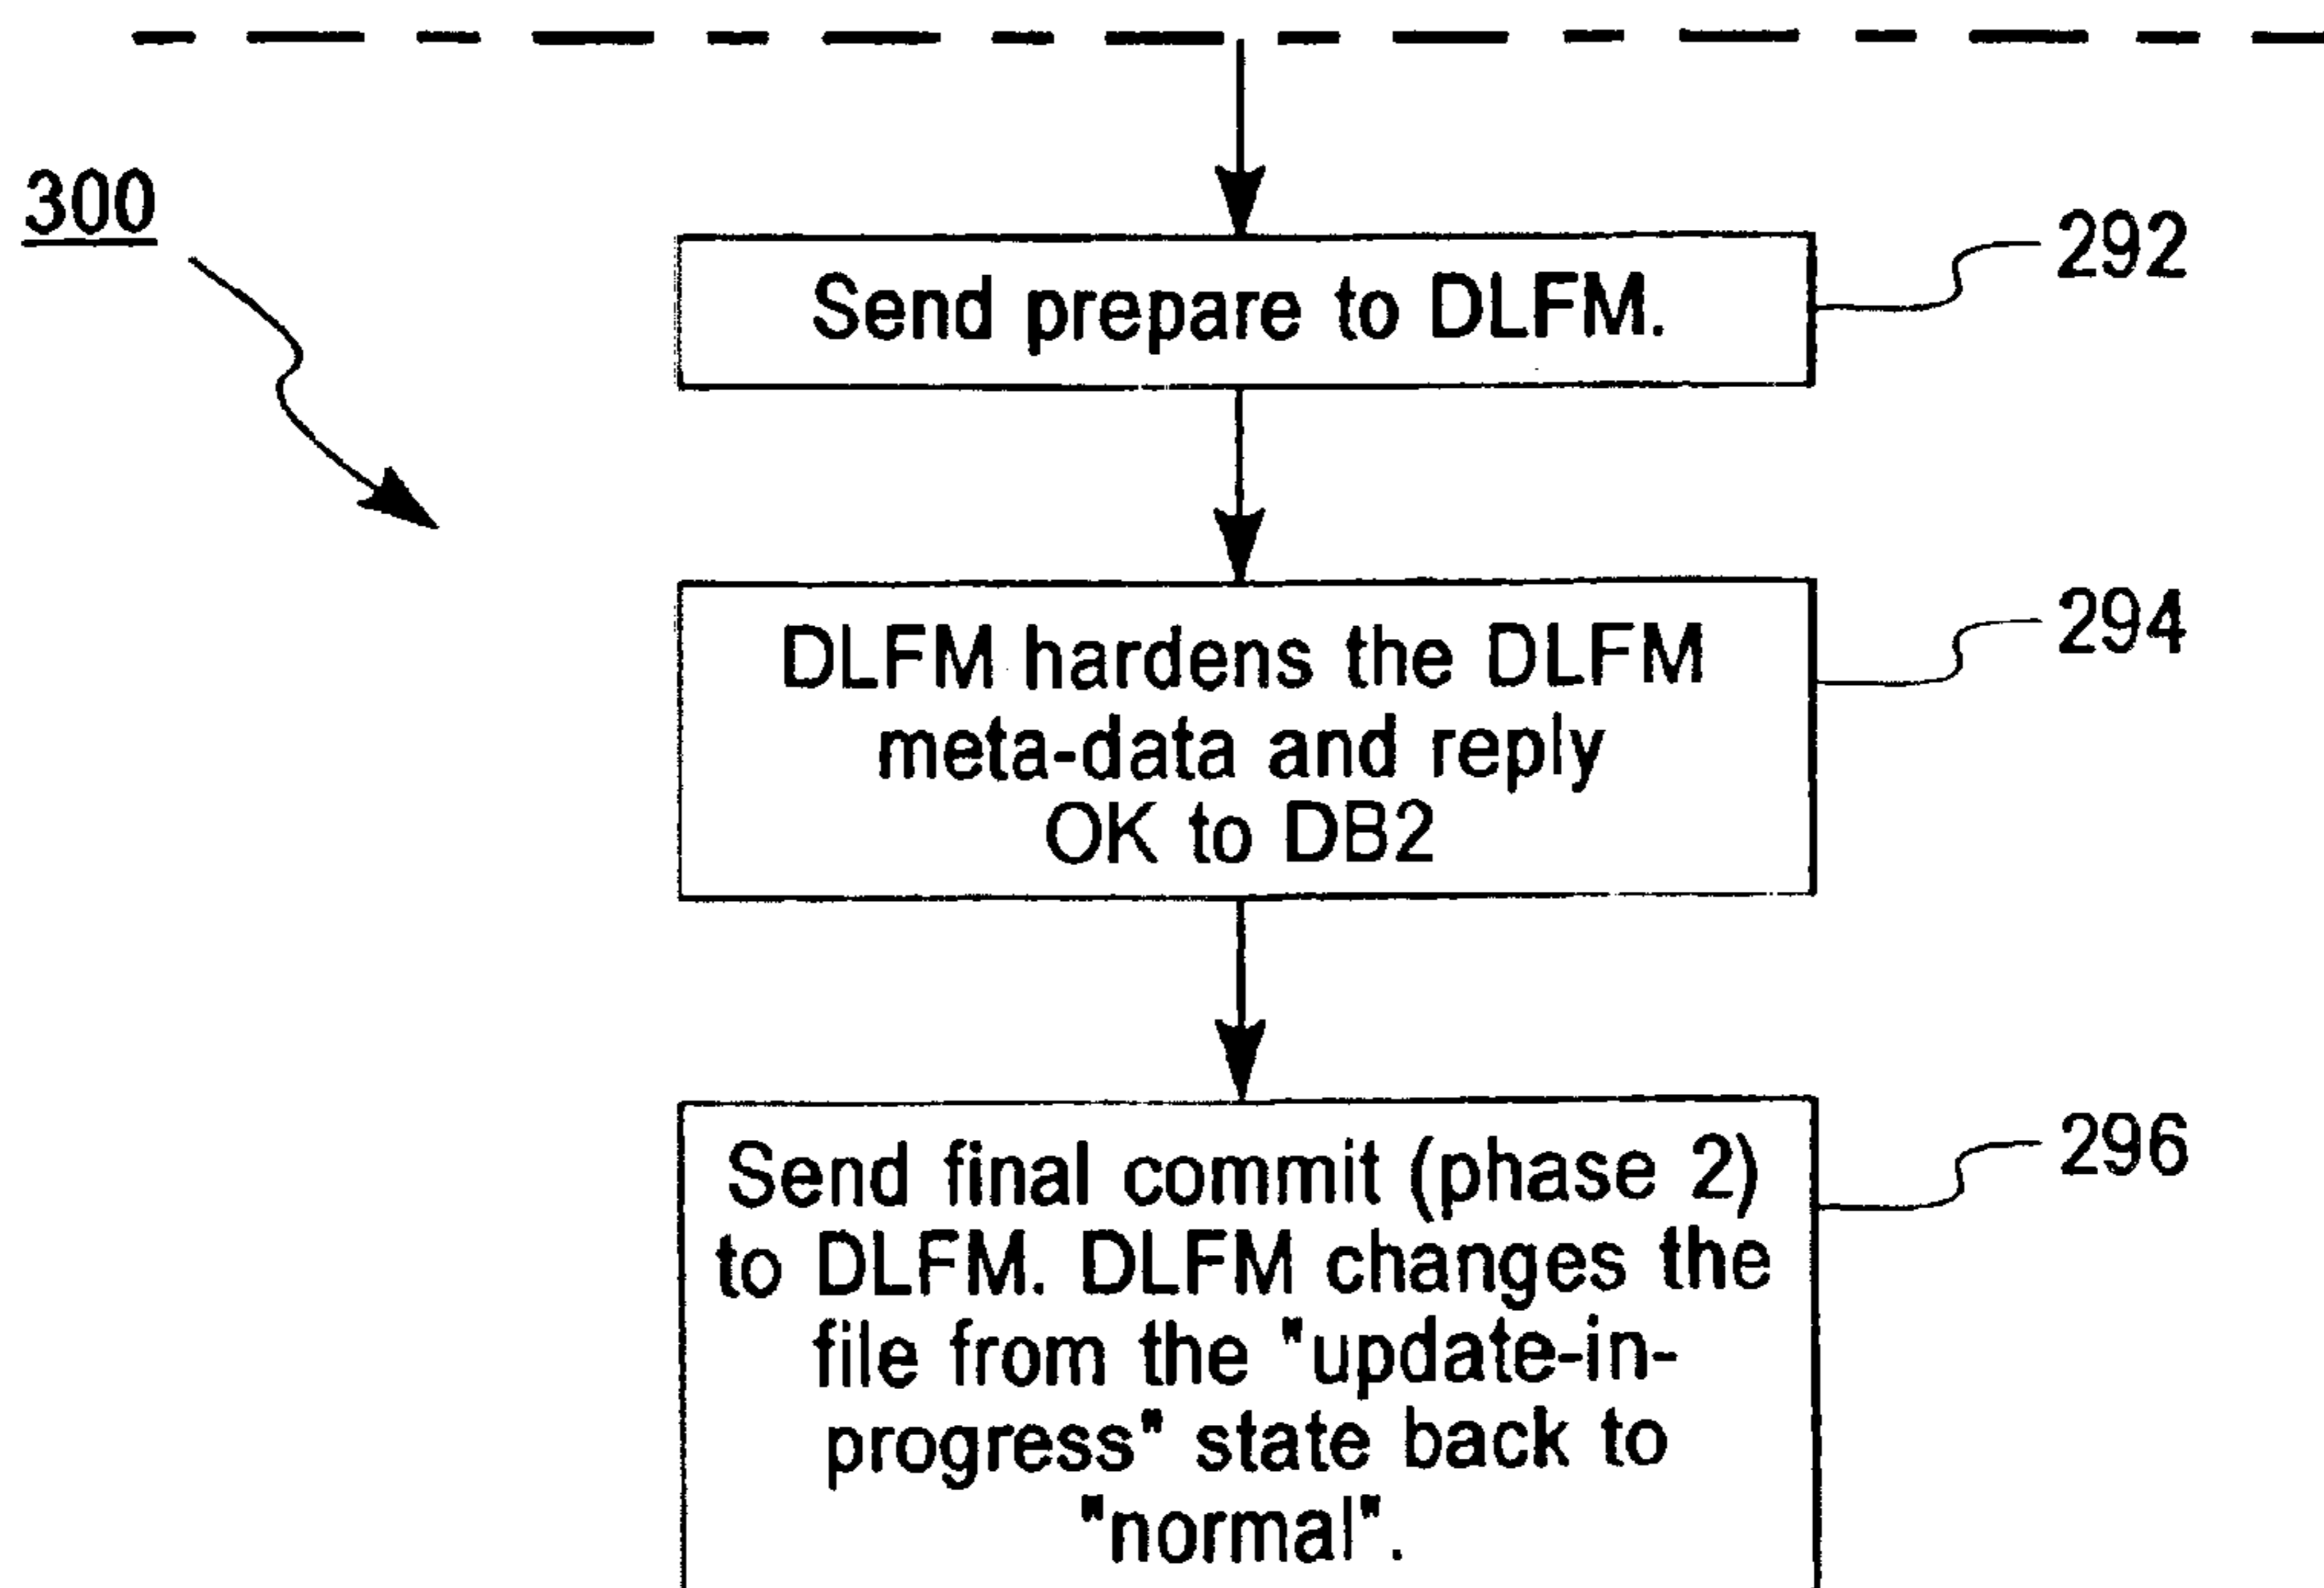 300
292
Send prepare to DLFM.
294
DLFM hardens the DLFM
meta-data and reply
OK to DB2
296
Send final commit (phase 2)
to DLFM. DLFM changes the
file from the "update-in-
progress" state back to
"normal".